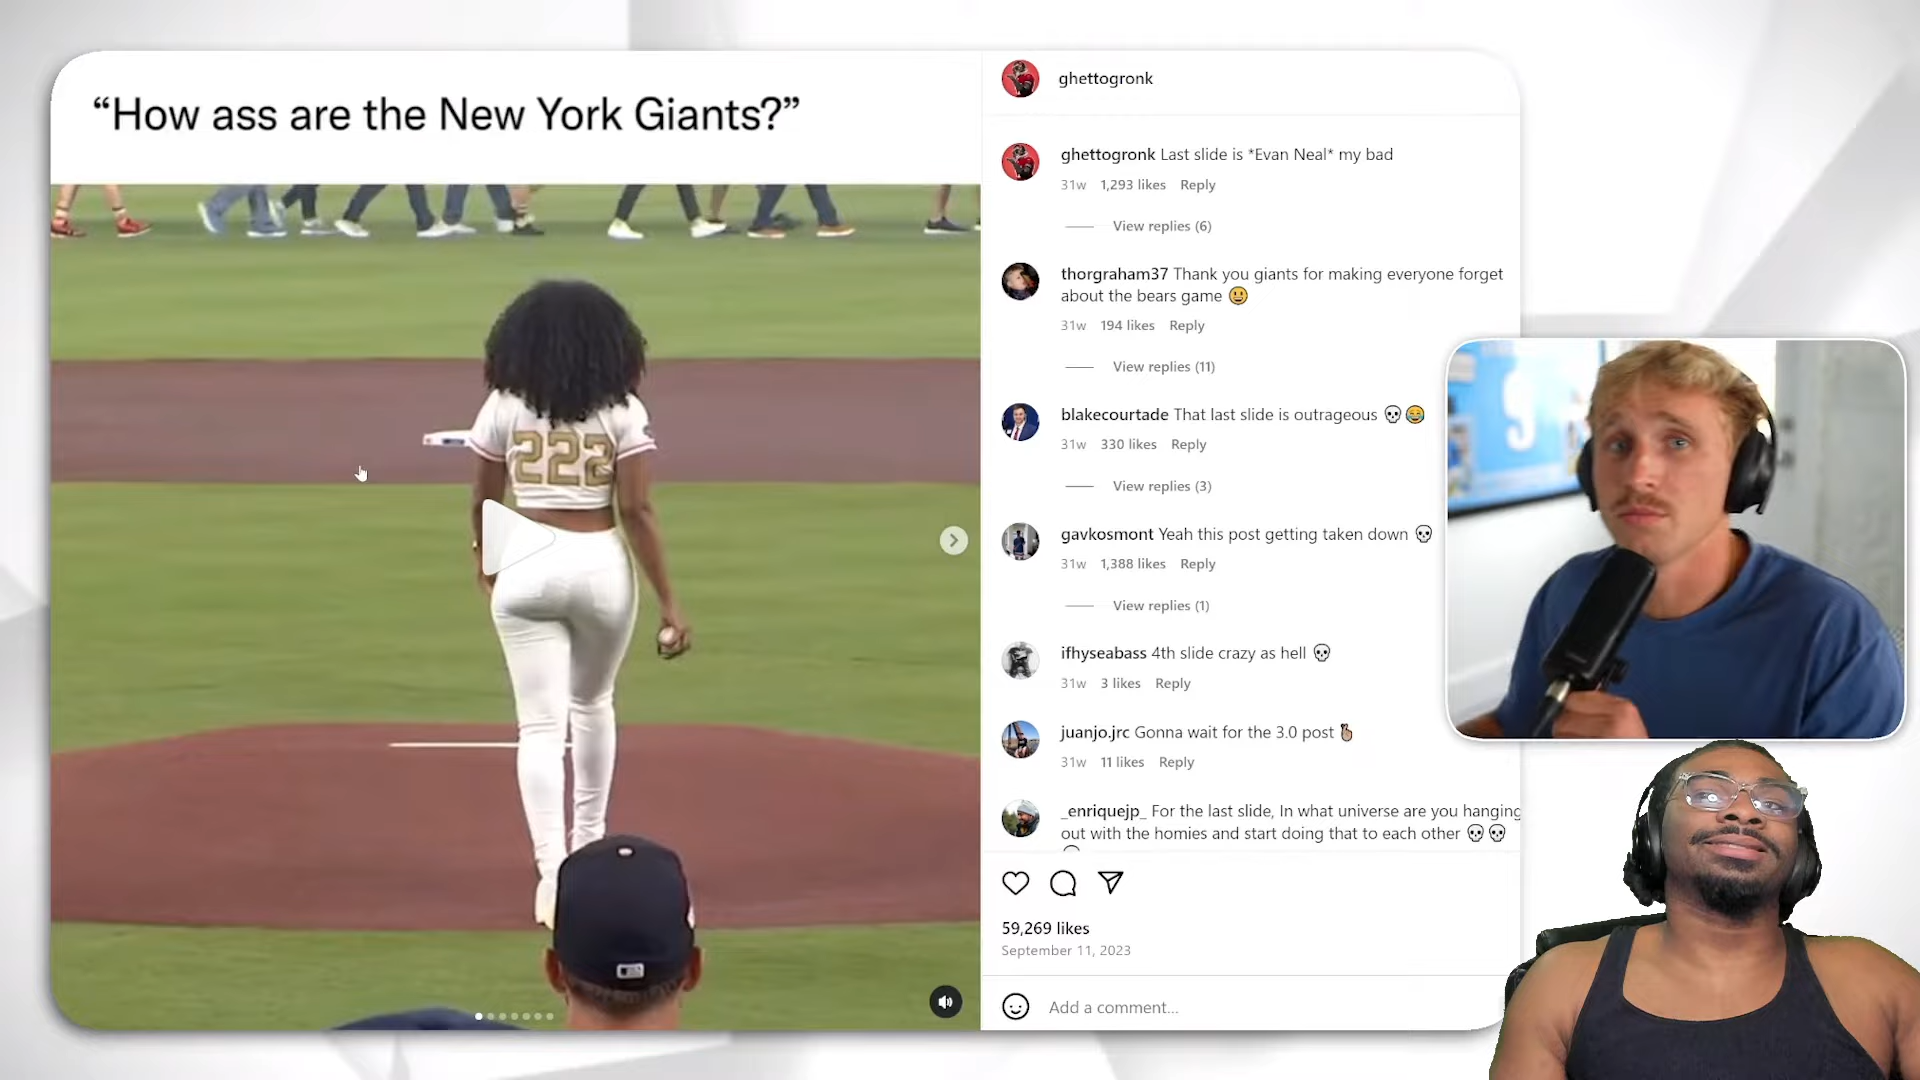 “How ass are the New York Giants?”
222
ghettogronk
ghettogronk Last slide is *Evan Neal* my bad
31w 1,293 likes Reply
View replies (6)
thorgraham37 Thank you giants for making everyone forget
about the bears game 😃
31w 194 likes Reply
View replies (11)
blakecourtade That last slide is outrageous 💀😂
31w 330 likes Reply
View replies (3)
gavkosmont Yeah this post getting taken down 💀
31w 1,388 likes Reply
View replies (1)
ifhyseabass 4th slide crazy as hell 💀
31w 3 likes Reply
juanjo.jrc Gonna wait for the 3.0 post 🫰🏽
31w 11 likes Reply
_enriquejp_ For the last slide, In what universe are you hanging
out with the homies and start doing that to each other 💀💀
59,269 likes
September 11, 2023
Add a comment...